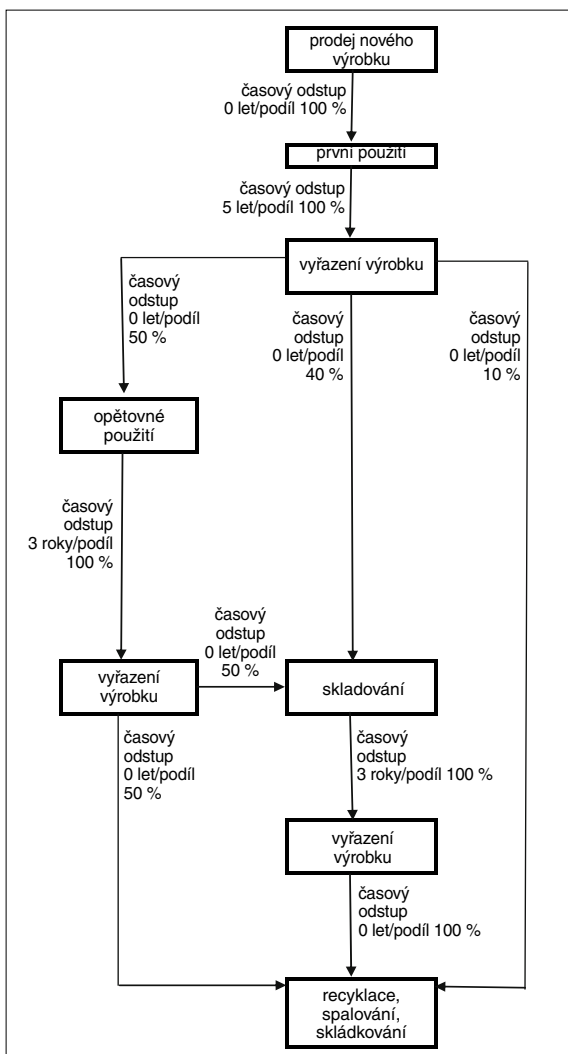 prodej nového
výrobku
časový odstup
0 let/podíl 100 %
první použití
časový odstup
5 let/podíl 100 %
vyřazení výrobku
časový
odstup
0 let/podíl
50 %
časový
odstup
0 let/podíl
40 %
časový
odstup
0 let/podíl
10 %
opětovné
použití
časový
odstup
3 roky/podíl
100 %
časový
odstup
0 let/podíl
50 %
vyřazení
výrobku
skladování
časový
odstup
0 let/podíl
50 %
časový
odstup
3 roky/podíl 100 %
vyřazení
výrobku
časový
odstup
0 let/podíl 100 %
recyklace,
spalování,
skládkování